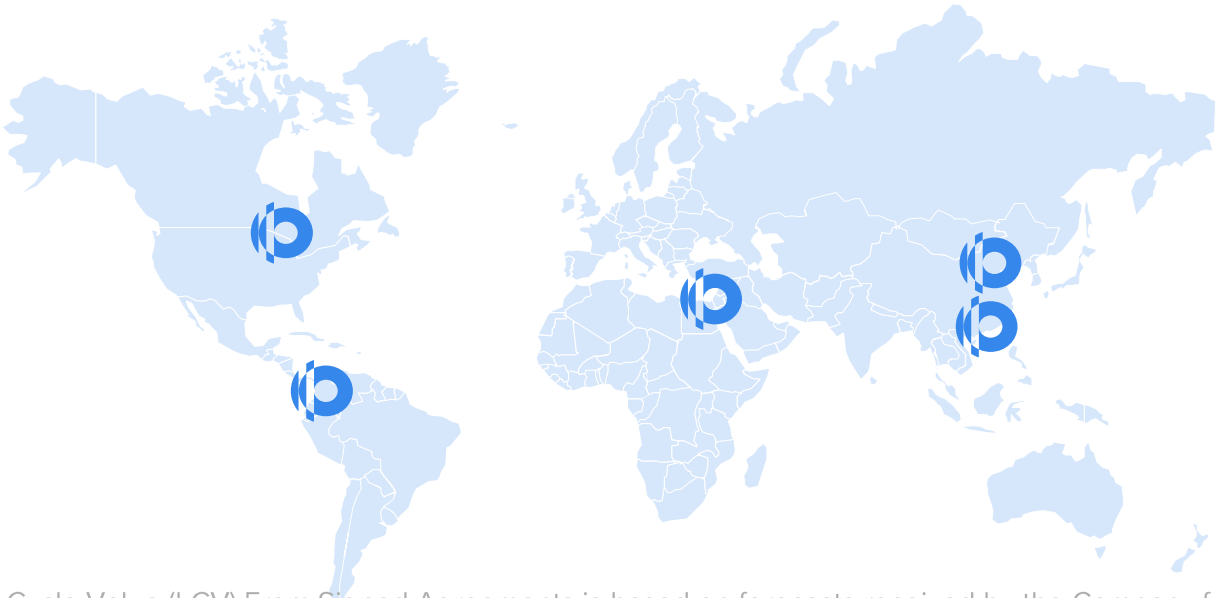 Cycle Value (LCV) From Signed Agreements is based on forecasts received by the Company f